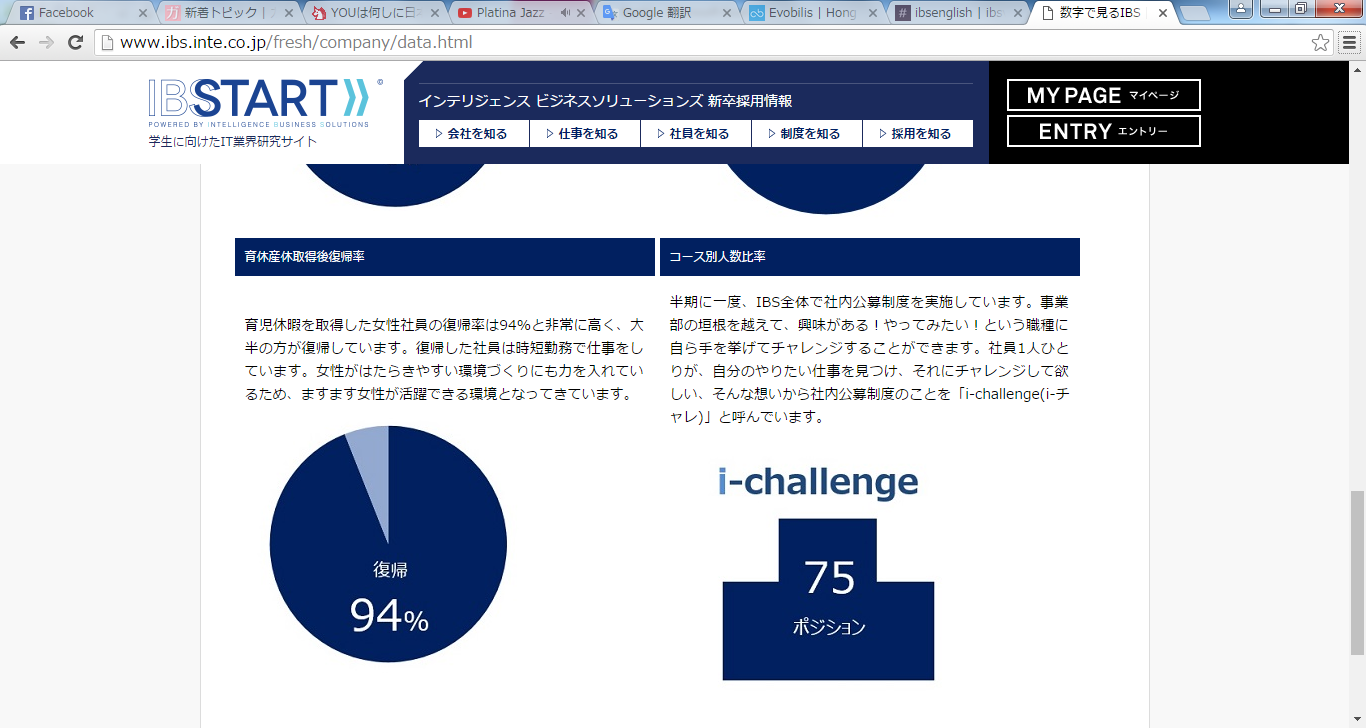 Facebook
新着トピック | ガ
YOUは何しに日本
Platina Jazz
Google 翻訳
Evobilis | Hong
ibsenglish | ibs
数字で見るIBS
www.ibs.inte.co.jp/fresh/company/data.html
IBSTART
POWERED BY INTELLIGENCE BUSINESS SOLUTIONS
学生に向けたIT業界研究サイト
インテリジェンス ビジネスソリューションズ 新卒採用情報
▷ 会社を知る ▷ 仕事を知る ▷ 社員を知る ▷ 制度を知る ▷ 採用を知る
MY PAGE マイページ
ENTRY エントリー
育休産休取得後復帰率
育児休暇を取得した女性社員の復帰率は94%と非常に高く、大
半の方が復帰しています。復帰した社員は時短勤務で仕事をし
ています。女性がはたらきやすい環境づくりにも力を入れてい
るため、ますます女性が活躍できる環境となってきています。
復帰
94%
コース別人数比率
半期に一度、IBS全体で社内公募制度を実施しています。事業
部の垣根を越えて、興味がある！やってみたい！という職種に
自ら手を挙げてチャレンジすることができます。社員1人ひと
りが、自分のやりたい仕事を見つけ、それにチャレンジして欲
しい、そんな想いから社内公募制度のことを「i-challenge(i-チ
ャレ)」と呼んでいます。
i-challenge
75
ポジション